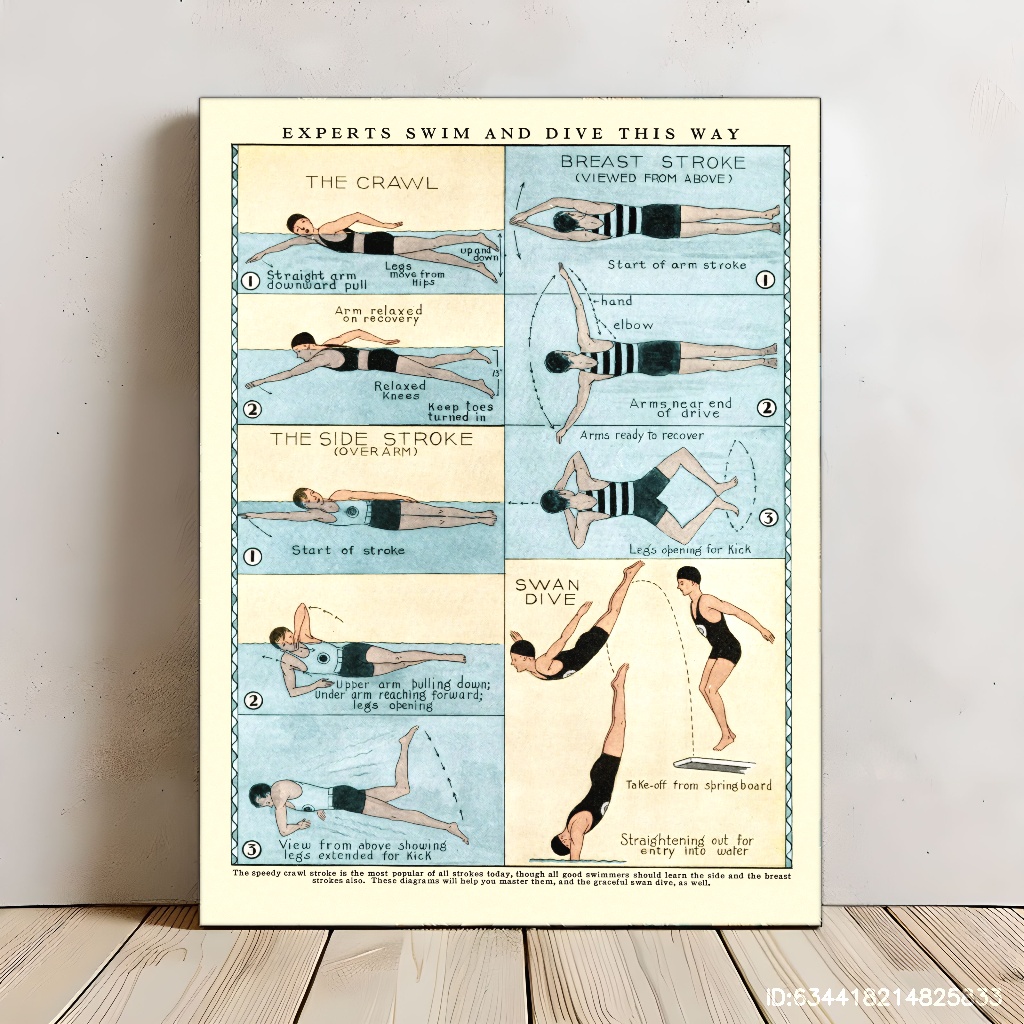 EXPERTS SWIM AND DIVE THIS WAY
THE CRAWL
up and
down
Legs
move from
Hips
1
Straight arm
downward pull
Arm relaxed
on recovery
13"
Relaxed
Knees
Keep toes
turned in
2
THE SIDE STROKE
(OVER ARM)
1
Start of stroke
2
Upper arm pulling down;
under arm reaching forward;
legs opening
3
View from above showing
legs extended for Kick
BREAST STROKE
(VIEWED FROM ABOVE)
Start of arm stroke
1
hand
elbow
Arms near end
of drive
2
Arms ready to recover
3
Legs opening for Kick
SWAN
DIVE
Take-off from springboard
Straightening out for
entry into water
The speedy crawl stroke is the most popular of all strokes today, though all good swimmers should learn the side and the breast
strokes also. These diagrams will help you master them, and the graceful swan dive, as well.
ID:634418214825833